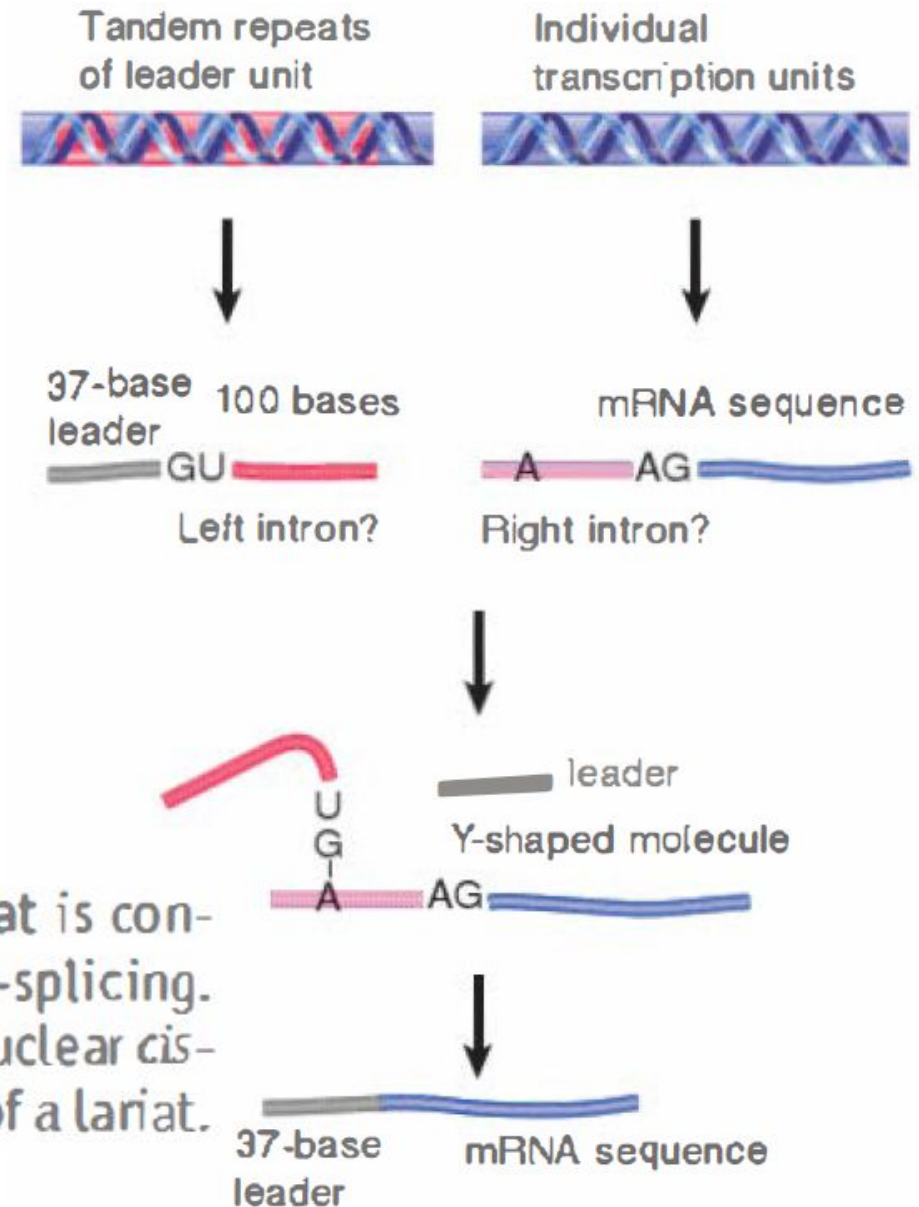 Tandem repeats
of leader unit
Individual
transcription units
37-base
leader
100 bases
GU
Left intron?
mRNA sequence
A
AG
Right intron?
U
G
A
leader
Y-shaped molecule
AG
at is con-
-splicing.
uclear cis-
of a lariat.
37-base
leader
mRNA sequence